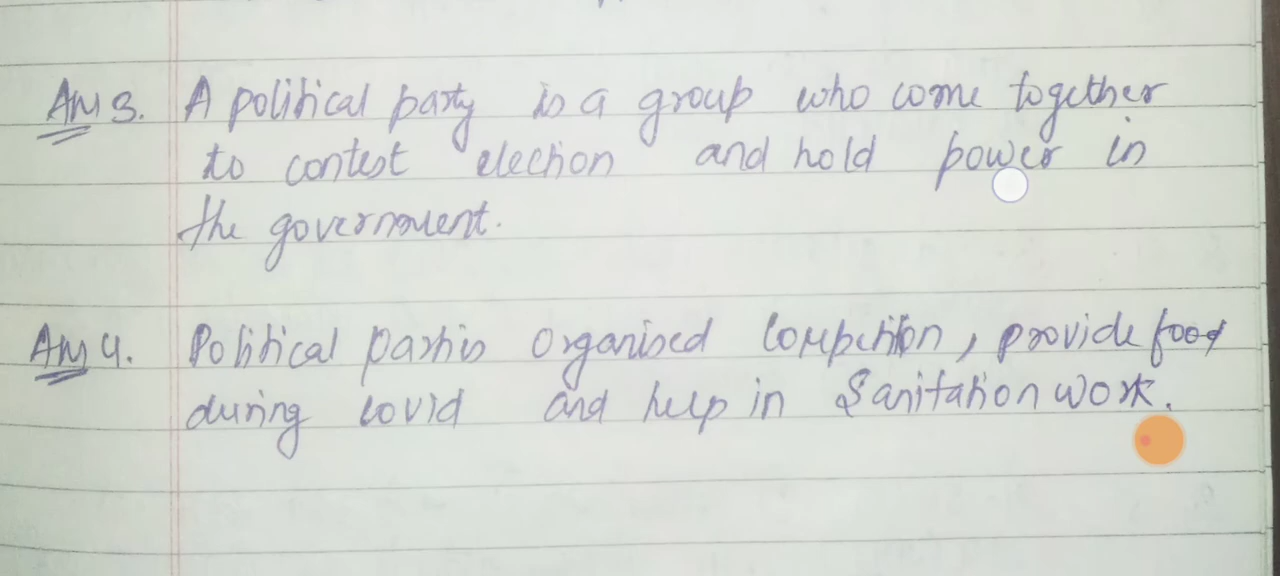 Ans 3. A political party is a group who come together
to contest election and hold power in
the government.
Ans 4. Political parties organised compettion, provide food
during covid and help in Sanitation work.